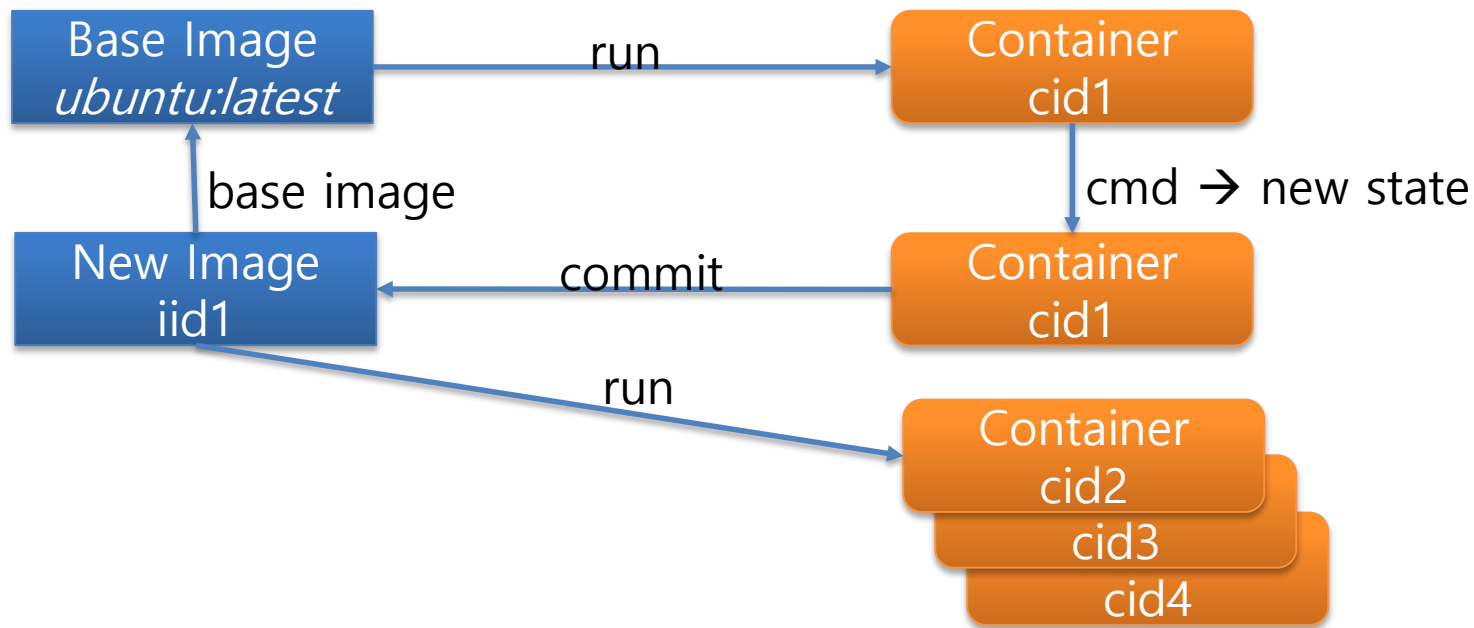 Base Image
ubuntu:latest
run
Container
cid1
base image
cmd → new state
New Image
iid1
commit
Container
cid1
run
Container
cid2
cid3
cid4